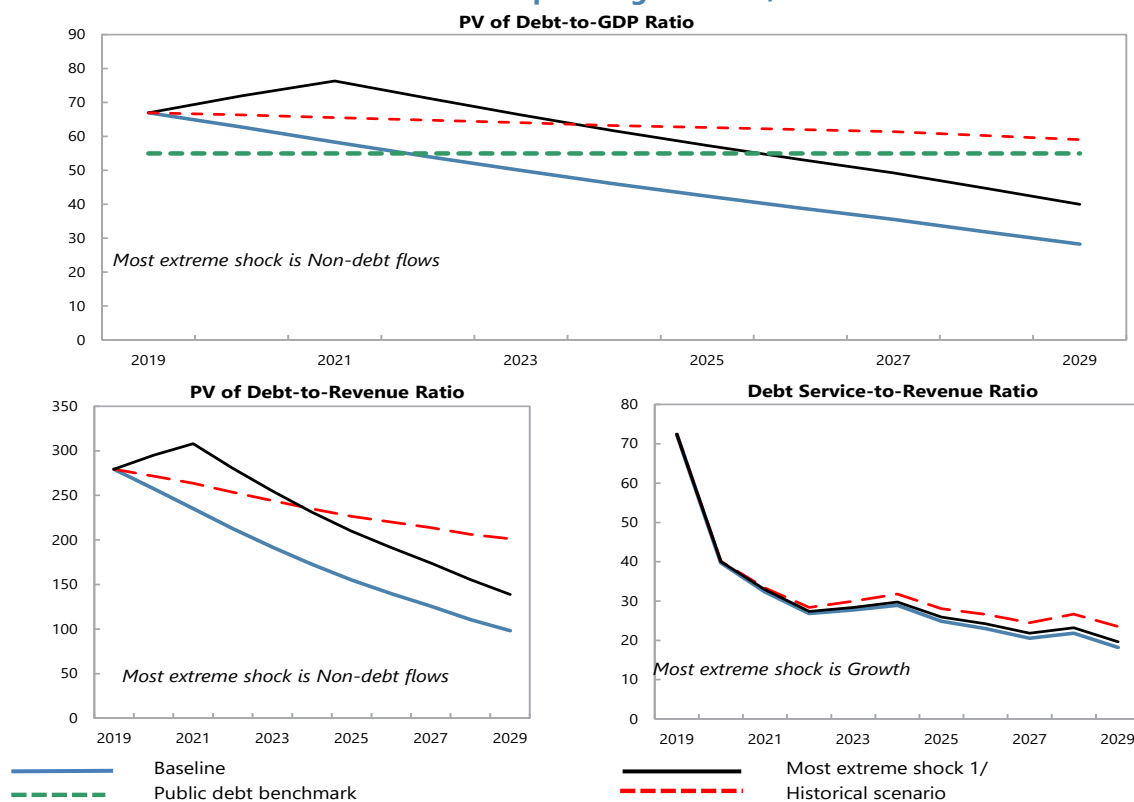 PV of Debt-to-GDP Ratio
90
80
70
60
50
40
30
20
10
0
Most extreme shock is Non-debt flows
2019 2021 2023 2025 2027 2029
PV of Debt-to-Revenue Ratio
350
300
250
200
150
100
50
0
Most extreme shock is Non-debt flows
2019 2021 2023 2025 2027 2029
Debt Service-to-Revenue Ratio
80
70
60
50
40
30
20
10
0
Most extreme shock is Growth
2019 2021 2023 2025 2027 2029
Baseline
Public debt benchmark
Most extreme shock 1/
Historical scenario